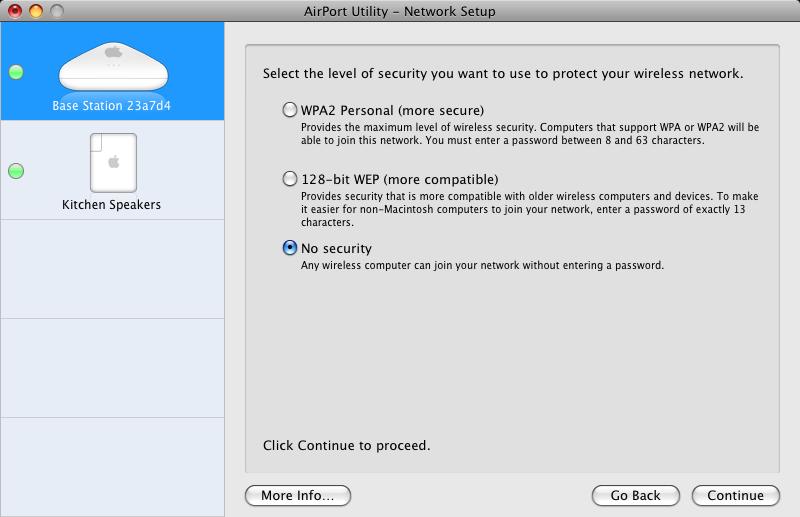 AirPort Utility – Network Setup
Base Station 23a7d4
Kitchen Speakers
Select the level of security you want to use to protect your wireless network.
WPA2 Personal (more secure)
Provides the maximum level of wireless security. Computers that support WPA or WPA2 will be
able to join this network. You must enter a password between 8 and 63 characters.
128-bit WEP (more compatible)
Provides security that is more compatible with older wireless computers and devices. To make
it easier for non-Macintosh computers to join your network, enter a password of exactly 13
characters.
No security
Any wireless computer can join your network without entering a password.
Click Continue to proceed.
More Info...
Go Back
Continue